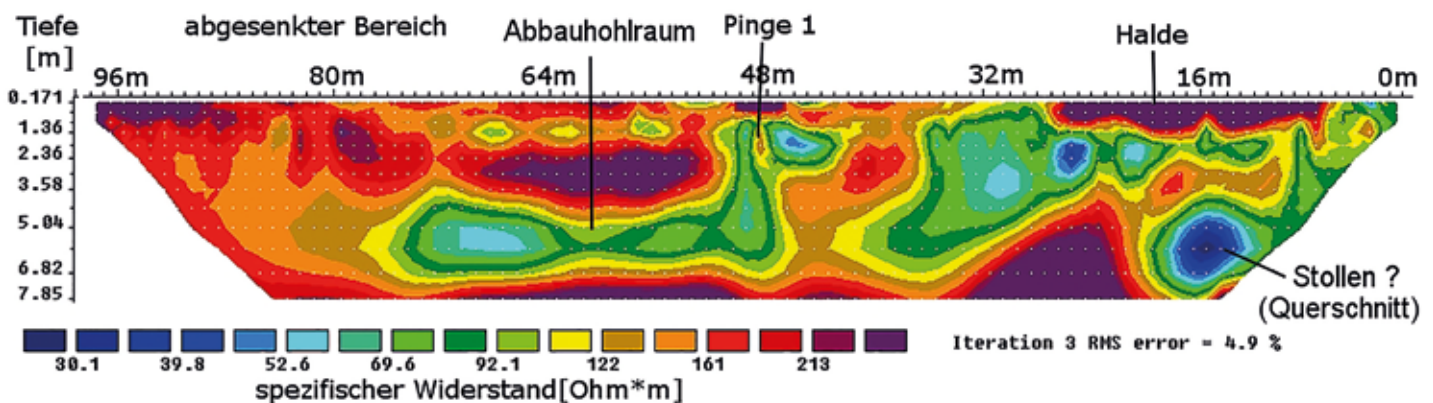 Tiefe
[m]
abgesenkter Bereich
Abbauhohlraum
Pinge 1
Halde
96m 80m 64m 48m 32m 16m 0m
0.171
1.36
2.36
3.58
5.04
6.82
7.85
Stollen ?
(Querschnitt)
30.1 39.8 52.6 69.6 92.1 122 161 213
spezifischer Widerstand[Ohm*m]
Iteration 3 RMS error = 4.9 %